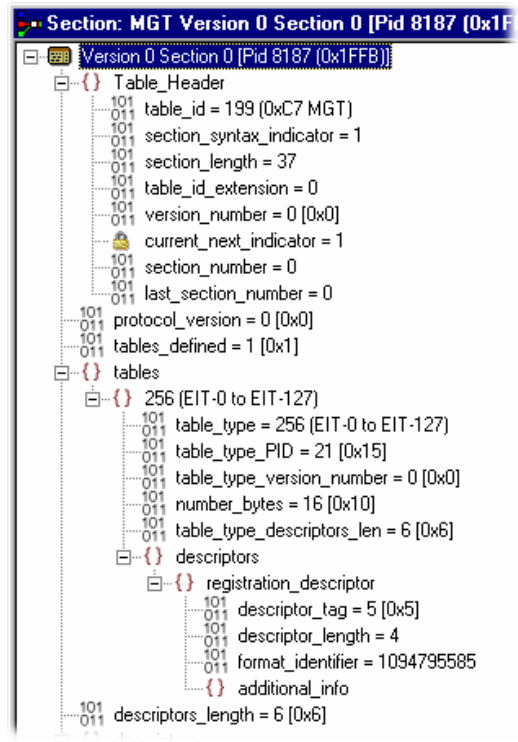 Section: MGT Version 0 Section 0 [Pid 8187 (0x1F
Version 0 Section 0 [Pid 8187 (0x1FFB)]
{} Table_Header
table_id = 199 (0xC7 MGT)
section_syntax_indicator = 1
section_length = 37
table_id_extension = 0
version_number = 0 [0x0]
current_next_indicator = 1
section_number = 0
last_section_number = 0
protocol_version = 0 [0x0]
tables_defined = 1 [0x1]
{} tables
{} 256 (EIT-0 to EIT-127)
table_type = 256 (EIT-0 to EIT-127)
table_type_PID = 21 [0x15]
table_type_version_number = 0 [0x0]
number_bytes = 16 [0x10]
table_type_descriptors_len = 6 [0x6]
{} descriptors
{} registration_descriptor
descriptor_tag = 5 [0x5]
descriptor_length = 4
format_identifier = 1094795585
{} additional_info
descriptors_length = 6 [0x6]